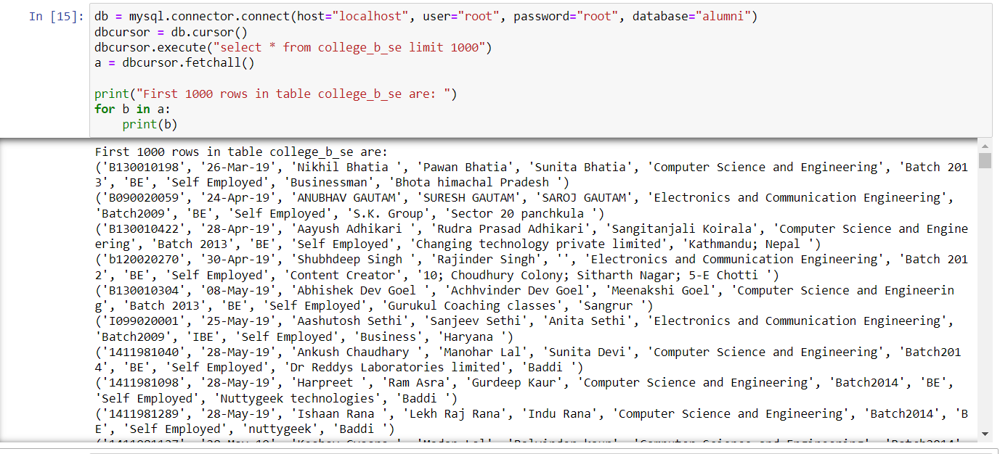 In [15]: db = mysql.connector.connect(host="localhost", user="root", password="root", database="alumni")
dbcursor = db.cursor()
dbcursor.execute("select * from college_b_se limit 1000")
a = dbcursor.fetchall()
print("First 1000 rows in table college_b_se are: ")
for b in a:
    print(b)
First 1000 rows in table college_b_se are:
('B130010198', '26-Mar-19', 'Nikhil Bhatia ', 'Pawan Bhatia', 'Sunita Bhatia', 'Computer Science and Engineering', 'Batch 201
3', 'BE', 'Self Employed', 'Businessman', 'Bhota himachal Pradesh ')
('B090020059', '24-Apr-19', 'ANUBHAV GAUTAM', 'SURESH GAUTAM', 'SAROJ GAUTAM', 'Electronics and Communication Engineering',
'Batch2009', 'BE', 'Self Employed', 'S.K. Group', 'Sector 20 panchkula ')
('B130010422', '28-Apr-19', 'Aayush Adhikari ', 'Rudra Prasad Adhikari', 'Sangitanjali Koirala', 'Computer Science and Engine
ering', 'Batch 2013', 'BE', 'Self Employed', 'Changing technology private limited', 'Kathmandu; Nepal ')
('b120020270', '30-Apr-19', 'Shubhdeep Singh ', 'Rajinder Singh', '', 'Electronics and Communication Engineering', 'Batch 201
2', 'BE', 'Self Employed', 'Content Creator', '10; Choudhury Colony; Sitharth Nagar; 5-E Chotti ')
('B130010304', '08-May-19', 'Abhishek Dev Goel ', 'Achhvinder Dev Goel', 'Meenakshi Goel', 'Computer Science and Engineerin
g', 'Batch 2013', 'BE', 'Self Employed', 'Gurukul Coaching classes', 'Sangrur ')
('I099020001', '25-May-19', 'Aashutosh Sethi', 'Sanjeev Sethi', 'Anita Sethi', 'Electronics and Communication Engineering',
'Batch2009', 'IBE', 'Self Employed', 'Business', 'Haryana ')
('1411981040', '28-May-19', 'Ankush Chaudhary ', 'Manohar Lal', 'Sunita Devi', 'Computer Science and Engineering', 'Batch201
4', 'BE', 'Self Employed', 'Dr Reddys Laboratories limited', 'Baddi ')
('1411981098', '28-May-19', 'Harpreet ', 'Ram Asra', 'Gurdeep Kaur', 'Computer Science and Engineering', 'Batch2014', 'BE',
'Self Employed', 'Nuttygeek technologies', 'Baddi ')
('1411981289', '28-May-19', 'Ishaan Rana ', 'Lekh Raj Rana', 'Indu Rana', 'Computer Science and Engineering', 'Batch2014', 'B
E', 'Self Employed', 'nuttygeek', 'Baddi ')